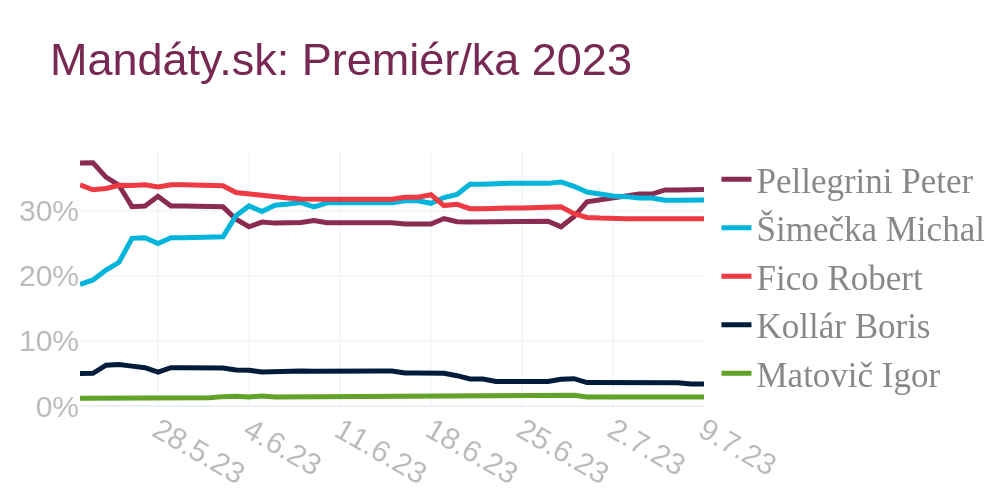 Mandáty.sk: Premiér/ka 2023
30%
20%
10%
0%
28.5.23
4.6.23
11.6.23
18.6.23
25.6.23
2.7.23
9.7.23
Pellegrini Peter
Šimečka Michal
Fico Robert
Kollár Boris
Matovič Igor